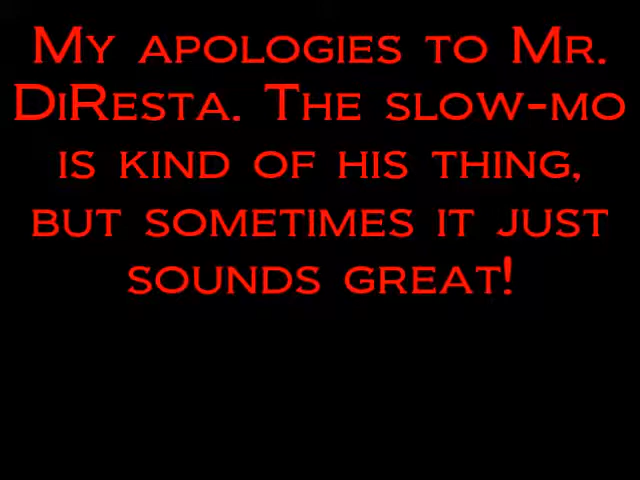 My apologies to Mr.
DiResta. The slow-mo
is kind of his thing,
but sometimes it just
sounds great!